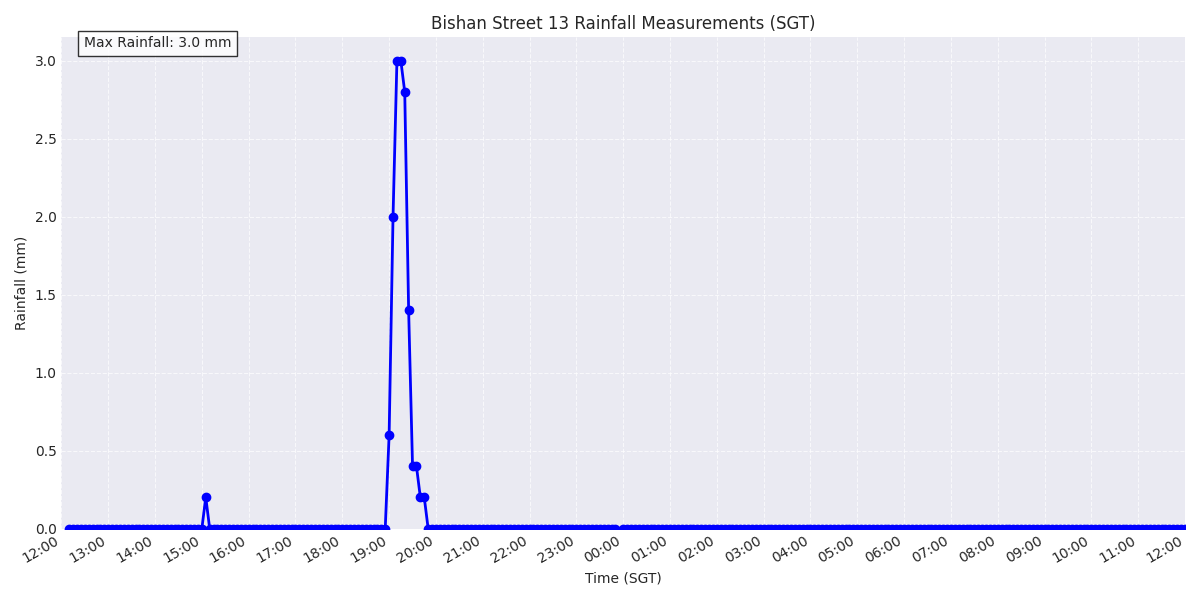 Bishan Street 13 Rainfall Measurements (SGT)
Max Rainfall: 3.0 mm
3.0
2.5
2.0
1.5
1.0
0.5
0.0
Rainfall (mm)
12:00 13:00 14:00 15:00 16:00 17:00 18:00 19:00 20:00 21:00 22:00 23:00 00:00 01:00 02:00 03:00 04:00 05:00 06:00 07:00 08:00 09:00 10:00 11:00 12:00
Time (SGT)